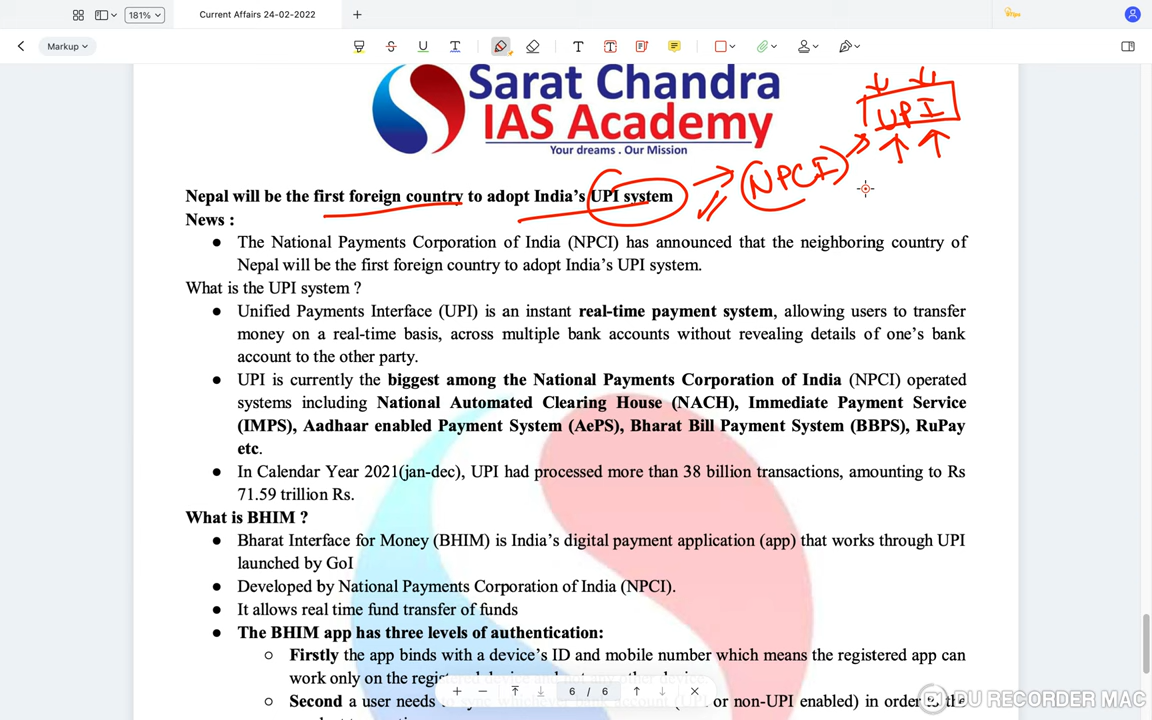 181%
Current Affairs 24-02-2022
Markup
Sarat Chandra
IAS Academy
Your dreams . Our Mission
UPI
NPCI
Nepal will be the first foreign country to adopt India's UPI system
News :
● The National Payments Corporation of India (NPCI) has announced that the neighboring country of
Nepal will be the first foreign country to adopt India's UPI system.
What is the UPI system ?
● Unified Payments Interface (UPI) is an instant real-time payment system, allowing users to transfer
money on a real-time basis, across multiple bank accounts without revealing details of one's bank
account to the other party.
● UPI is currently the biggest among the National Payments Corporation of India (NPCI) operated
systems including National Automated Clearing House (NACH), Immediate Payment Service
(IMPS), Aadhaar enabled Payment System (AePS), Bharat Bill Payment System (BBPS), RuPay
etc.
● In Calendar Year 2021(jan-dec), UPI had processed more than 38 billion transactions, amounting to Rs
71.59 trillion Rs.
What is BHIM ?
● Bharat Interface for Money (BHIM) is India's digital payment application (app) that works through UPI
launched by GoI
● Developed by National Payments Corporation of India (NPCI).
● It allows real time fund transfer of funds
● The BHIM app has three levels of authentication:
○ Firstly the app binds with a device's ID and mobile number which means the registered app can
work only on the
○ Second a user needs or non-UPI enabled) in order the
6 / 6
DU RECORDER MAC